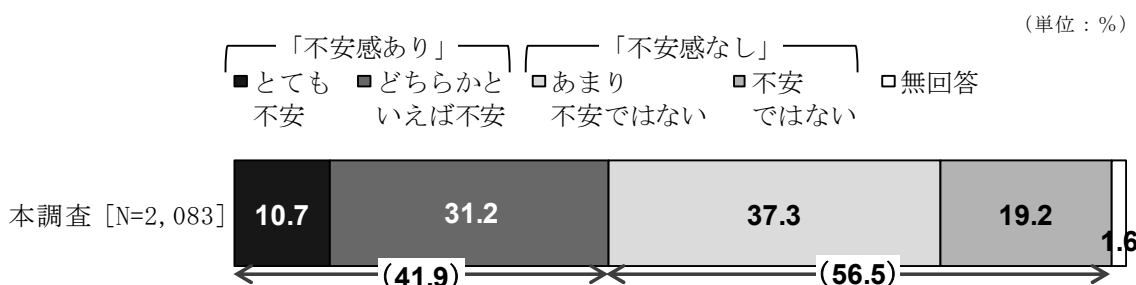 （単位：%）
「不安感あり」 「不安感なし」
■とても ■どちらかと □あまり ■不安 □無回答
不安 いえば不安 不安ではない ではない
本調査 [N=2,083] 10.7 31.2 37.3 19.2 1.6
(41.9) (56.5)